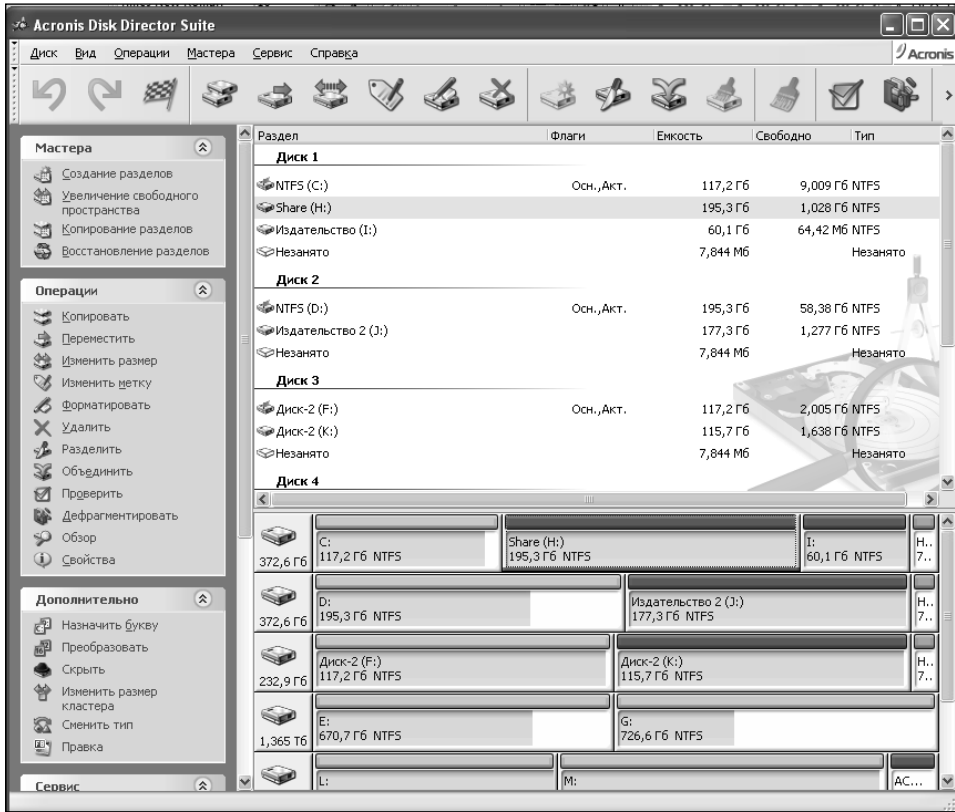 Acronis Disk Director Suite
Диск Вид Операции Мастера Сервис Справка
Acronis
Мастера
Создание разделов
Увеличение свободного
пространства
Копирование разделов
Восстановление разделов
Операции
Копировать
Переместить
Изменить размер
Изменить метку
Форматировать
Удалить
Разделить
Объединить
Проверить
Дефрагментировать
Обзор
Свойства
Дополнительно
Назначить букву
Преобразовать
Скрыть
Изменить размер
кластера
Сменить тип
Правка
Сервис
Раздел Флаги Емкость Свободно Тип
Диск 1
NTFS (C:) Осн.,Акт. 117,2 Гб 9,009 Гб NTFS
Share (H:) 195,3 Гб 1,028 Гб NTFS
Издательство (I:) 60,1 Гб 64,42 Мб NTFS
Незанято 7,844 Мб Незанято
Диск 2
NTFS (D:) Осн.,Акт. 195,3 Гб 58,38 Гб NTFS
Издательство 2 (J:) 177,3 Гб 1,277 Гб NTFS
Незанято 7,844 Мб Незанято
Диск 3
Диск-2 (F:) Осн.,Акт. 117,2 Гб 2,005 Гб NTFS
Диск-2 (K:) 115,7 Гб 1,638 Гб NTFS
Незанято 7,844 Мб Незанято
Диск 4
C: Share (H:) I: Н..
372,6 Гб 117,2 Гб NTFS 195,3 Гб NTFS 60,1 Гб NTFS 7...
D: Издательство 2 (J:) Н..
372,6 Гб 195,3 Гб NTFS 177,3 Гб NTFS 7...
Диск-2 (F:) Диск-2 (K:) Н..
232,9 Гб 117,2 Гб NTFS 115,7 Гб NTFS 7...
E: G:
1,365 Тб 670,7 Гб NTFS 726,6 Гб NTFS
L: M: AC...